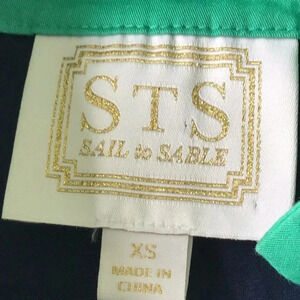 STS
SAIL to SABLE
XS
MADE IN
CHINA